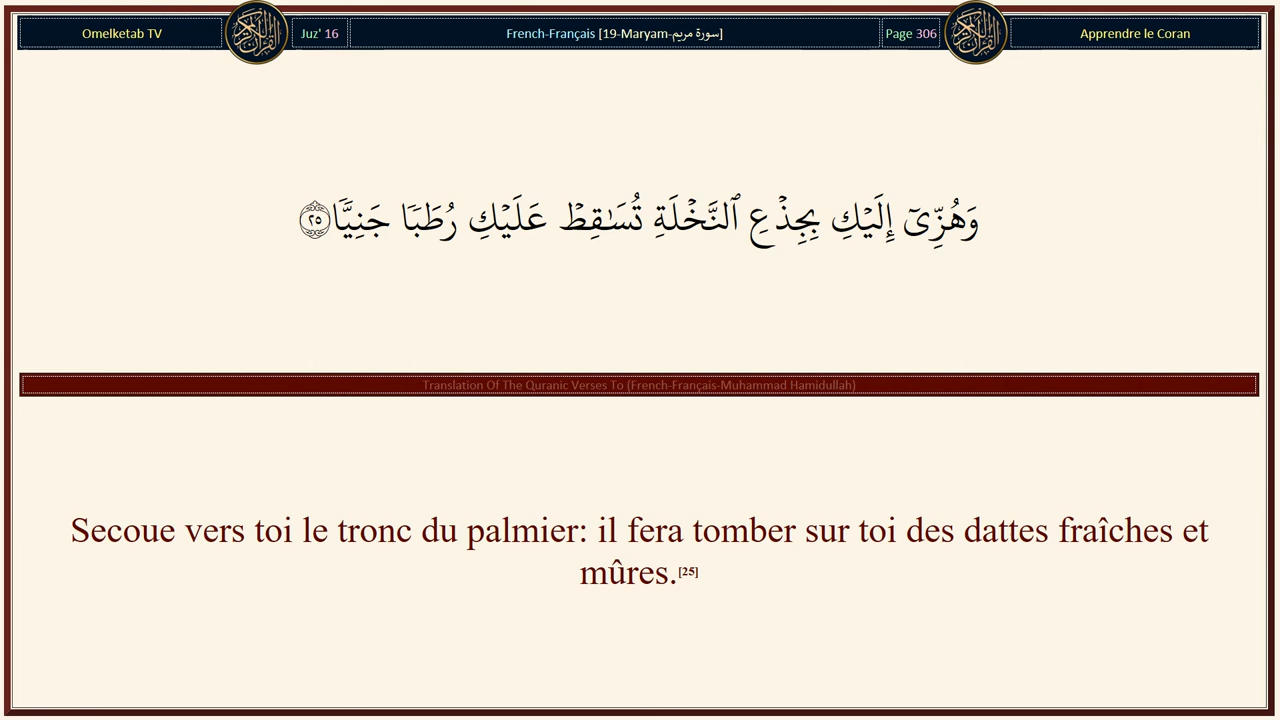 Omelketab TV
Juz' 16
French-Français [19-Maryam-سورة مريم]
Page 306
Apprendre le Coran
وَهُزِّىٓ إِلَيْكِ بِجِذْعِ ٱلنَّخْلَةِ تُسَٰقِطْ عَلَيْكِ رُطَبًا جَنِيًّا ٢٥
Translation Of The Quranic Verses To (French-Français-Muhammad Hamidullah)
Secoue vers toi le tronc du palmier: il fera tomber sur toi des dattes fraîches et
mûres.[25]